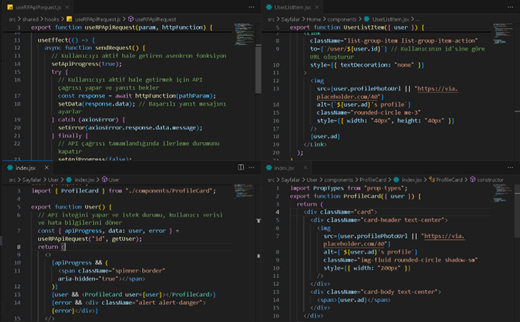 useRPApiRequest.js ×
src > shared > hooks > useRPApiRequest.js > useRPApiRequest
3 export function useRPApiRequest(param, httpFunction) {
useEffect(() => {
async function sendRequest() {
// Kullanıcıyı aktif hale getiren asenkron fonksiyon
setApiProgress(true);
try {
// Kullanıcıyı aktif hale getirmek için API
çağrısı yapar ve yanıtı bekler
const response = await httpFunction(pathParam);
setData(response.data); // Başarılı yanıt mesajını
ayarlar
} catch (axiosError) {
setError(axiosError.response.data.message);
} finally {
// API çağrısı tamamlandığında ilerleme durumunu
kapatır
setApiProgress(false);
UserListItem.js ×
src > Sayfalar > Home > components > UserListItem.js > UserListItem
export function UserListItem({ user }) {
<Link
className="list-group-item list-group-item-action"
to={`/user/${user.id}`} // Kullanıcının id'sine göre
URL oluşturur
style={{ textDecoration: "none" }}
>
<img
src={user.profilePhotoUrl || "https://via.
placeholder.com/40"}
alt={`${user.ad}'s profile`}
className="rounded-circle me-3"
style={{ width: "40px", height: "40px" }}
/>
{user.ad}
</Link>
);
index.jsx ×
src > Sayfalar > User > index.jsx > User
import { ProfileCard } from "./components/ProfileCard";
export function User() {
// API isteğini yapar ve istek durumu, kullanıcı verisi
ve hata bilgilerini döner
const { apiProgress, data: user, error } =
useRPApiRequest("id", getUser);
return (
<>
{apiProgress && (
<span className="spinner-border"
aria-hidden="true"></span>
)}
{user && <ProfileCard user={user}></ProfileCard>}
{error && <div className="alert alert-danger">
{error}</div>}
</>
index.jsx ×
src > Sayfalar > User > components > ProfileCard > index.jsx > ProfileCard > constructor
import PropTypes from "prop-types";
export function ProfileCard({ user }) {
return (
<div className="card">
<div className="card-header text-center">
<img
src={user.profilePhotoUrl || "https://via.
placeholder.com/40"}
alt={`${user.ad}'s profile`}
className="img-fluid rounded-circle shadow-sm"
style={{ width: "200px" }}
/>
</div>
<div className="card-body text-center">
<span>{user.ad}</span>
</div>